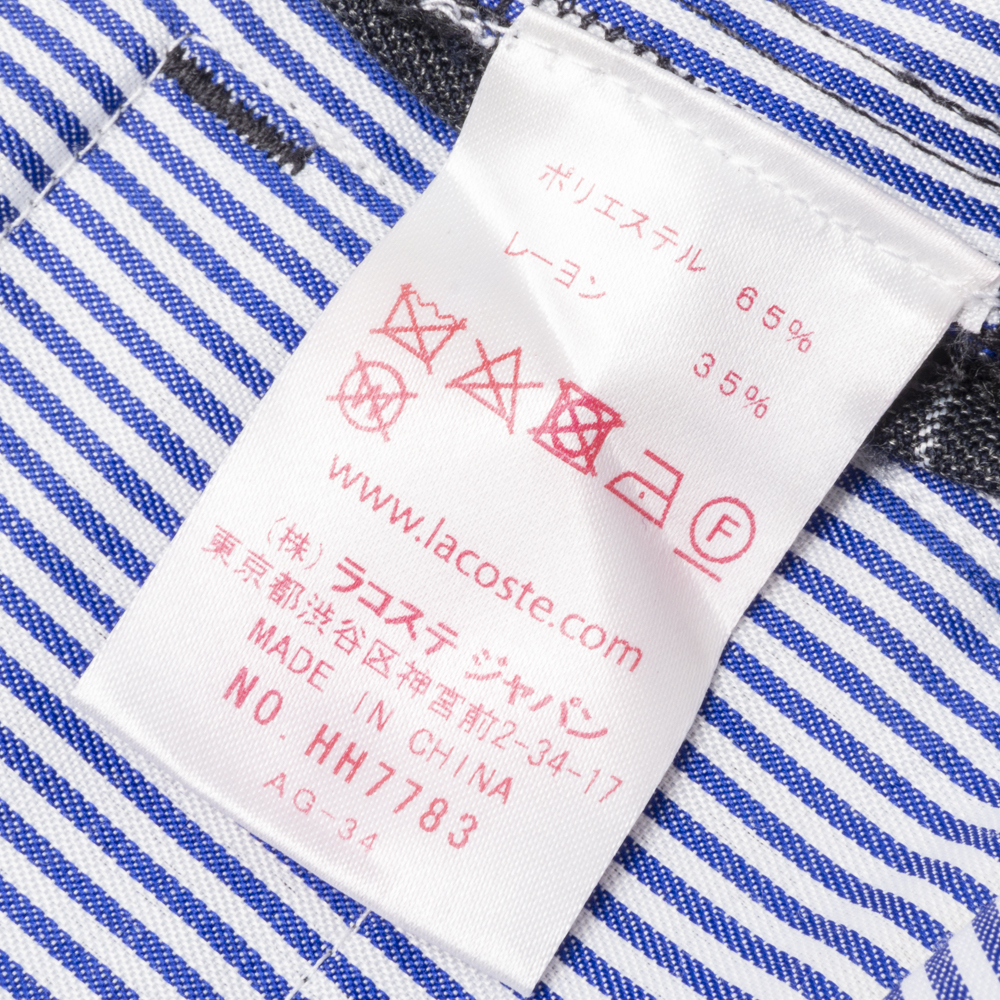 ポリエステル 65%
レーヨン 35%
F
www.lacoste.com
(株) ラコステ ジャパン
東京都渋谷区神宮前2-34-17
MADE IN CHINA
NO. HH7783
AG-34